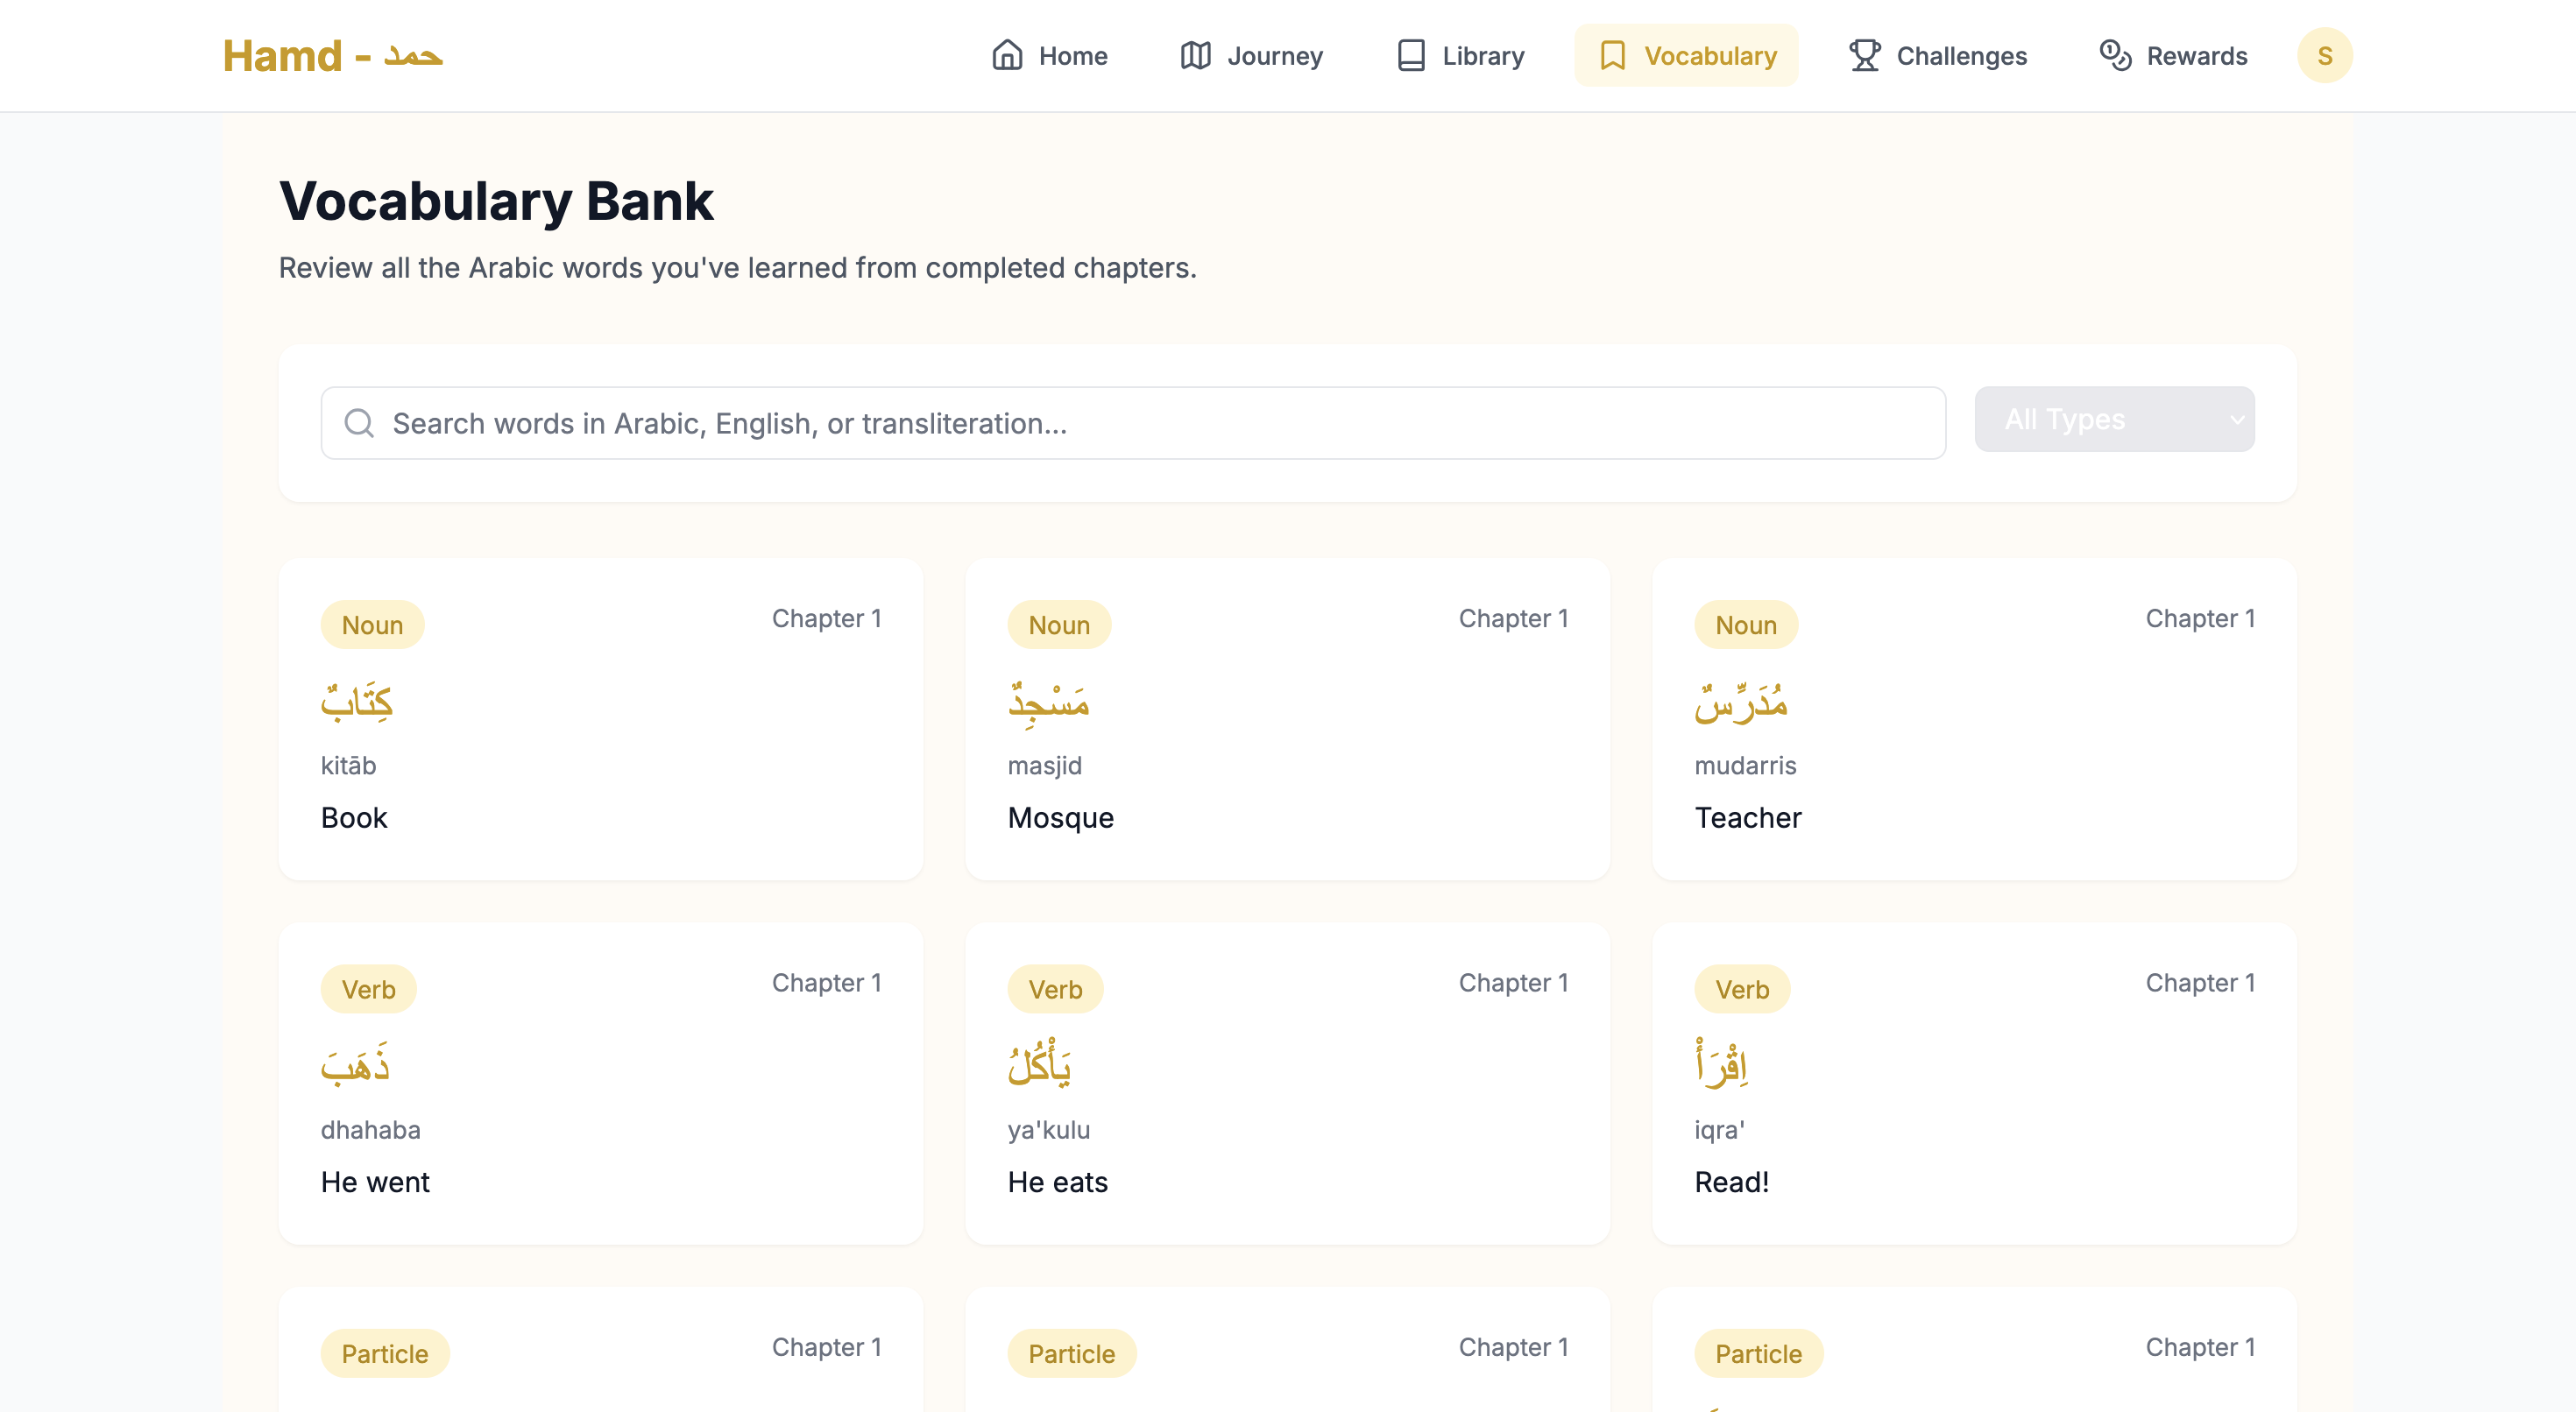 Hamd - حمد
Home
Journey
Library
Vocabulary
Challenges
Rewards
S
Vocabulary Bank
Review all the Arabic words you've learned from completed chapters.
Search words in Arabic, English, or transliteration...
All Types
Noun
Chapter 1
كِتَابٌ
kitāb
Book
Noun
Chapter 1
مَسْجِدٌ
masjid
Mosque
Noun
Chapter 1
مُدَرِّسٌ
mudarris
Teacher
Verb
Chapter 1
ذَهَبَ
dhahaba
He went
Verb
Chapter 1
يَأْكُلُ
ya'kulu
He eats
Verb
Chapter 1
اِقْرَأْ
iqra'
Read!
Particle
Chapter 1
Particle
Chapter 1
Particle
Chapter 1